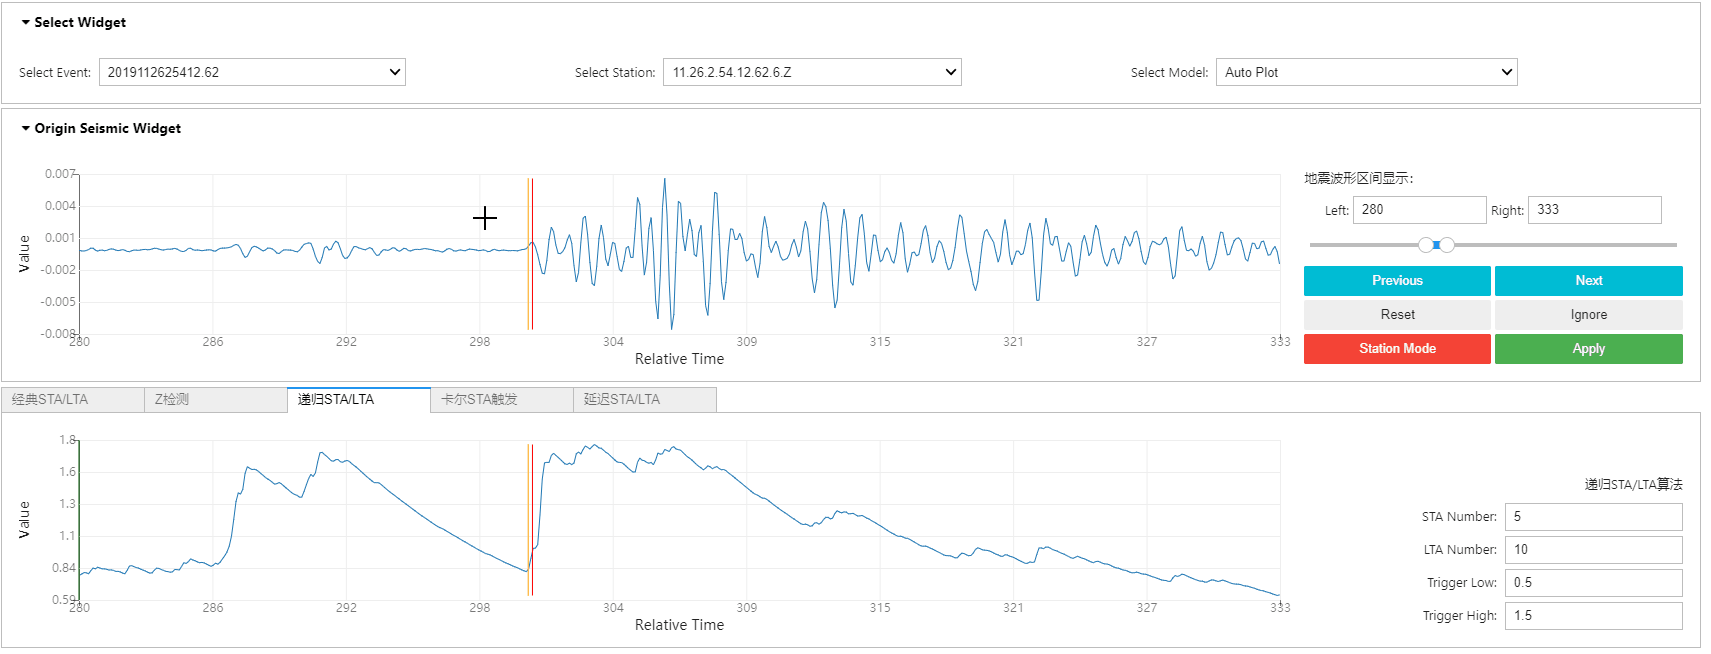 Select Widget
Select Event: 2019112625412.62 Select Station: 11.26.2.54.12.62.6.Z Select Model: Auto Plot
Origin Seismic Widget
0.007
0.004
0.001
-0.002
-0.005
-0.008
Value
280 286 292 298 304 309 315 321 327 333
Relative Time
地震波形区间显示:
Left: 280 Right: 333
Previous Next
Reset Ignore
Station Mode Apply
经典STA/LTA Z检测 递归STA/LTA 卡尔STA触发 延迟STA/LTA
1.8
1.6
1.3
1.1
0.84
0.59
Value
280 286 292 298 304 309 315 321 327 333
Relative Time
递归STA/LTA算法
STA Number: 5
LTA Number: 10
Trigger Low: 0.5
Trigger High: 1.5